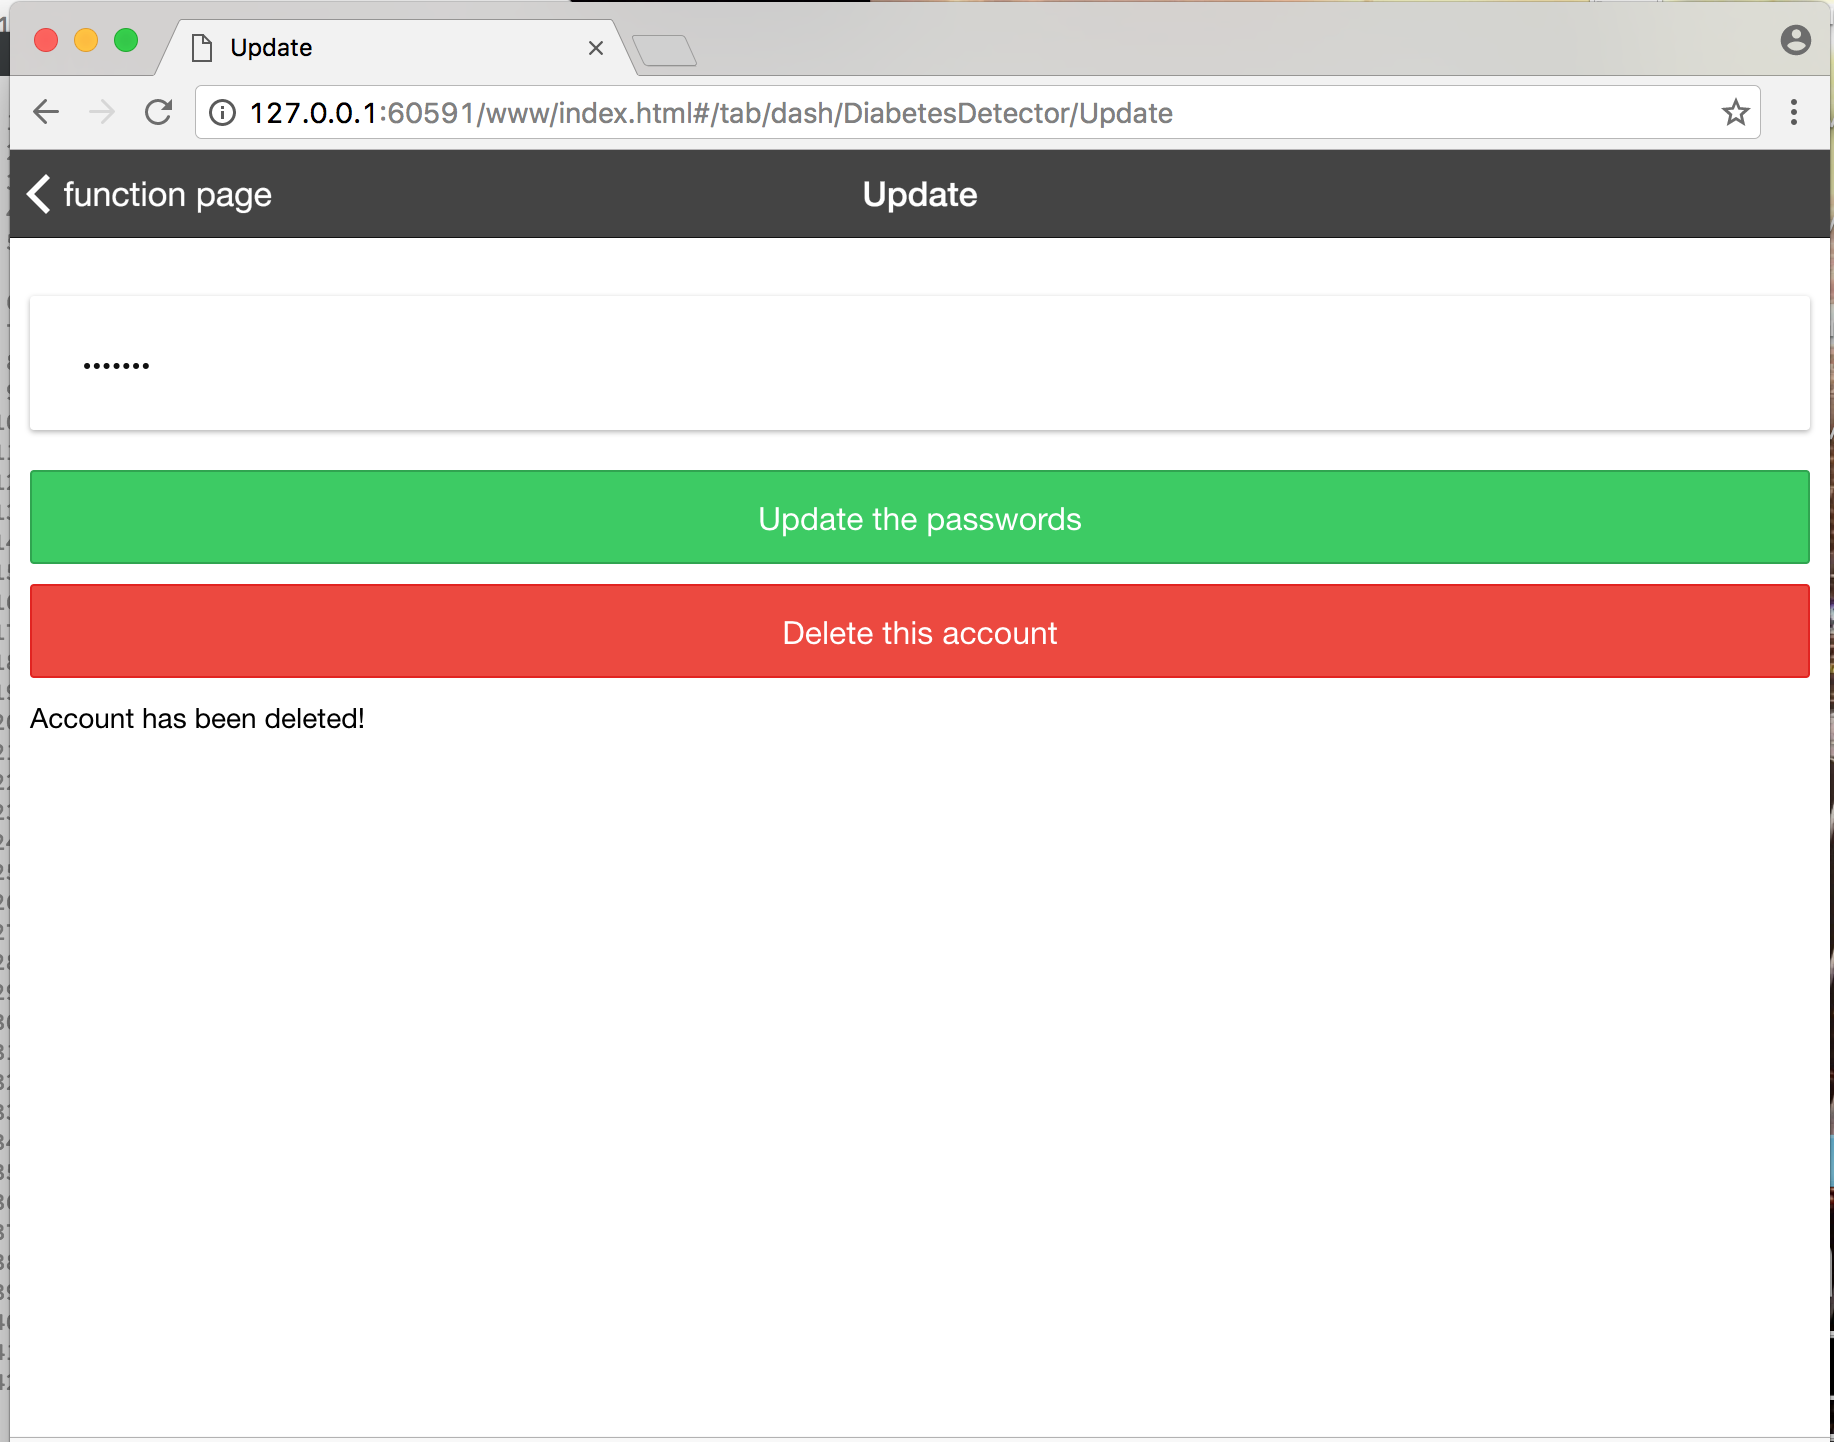 Update
127.0.0.1:60591/www/index.html#/tab/dash/DiabetesDetector/Update
function page
Update
•••••••
Update the passwords
Delete this account
Account has been deleted!